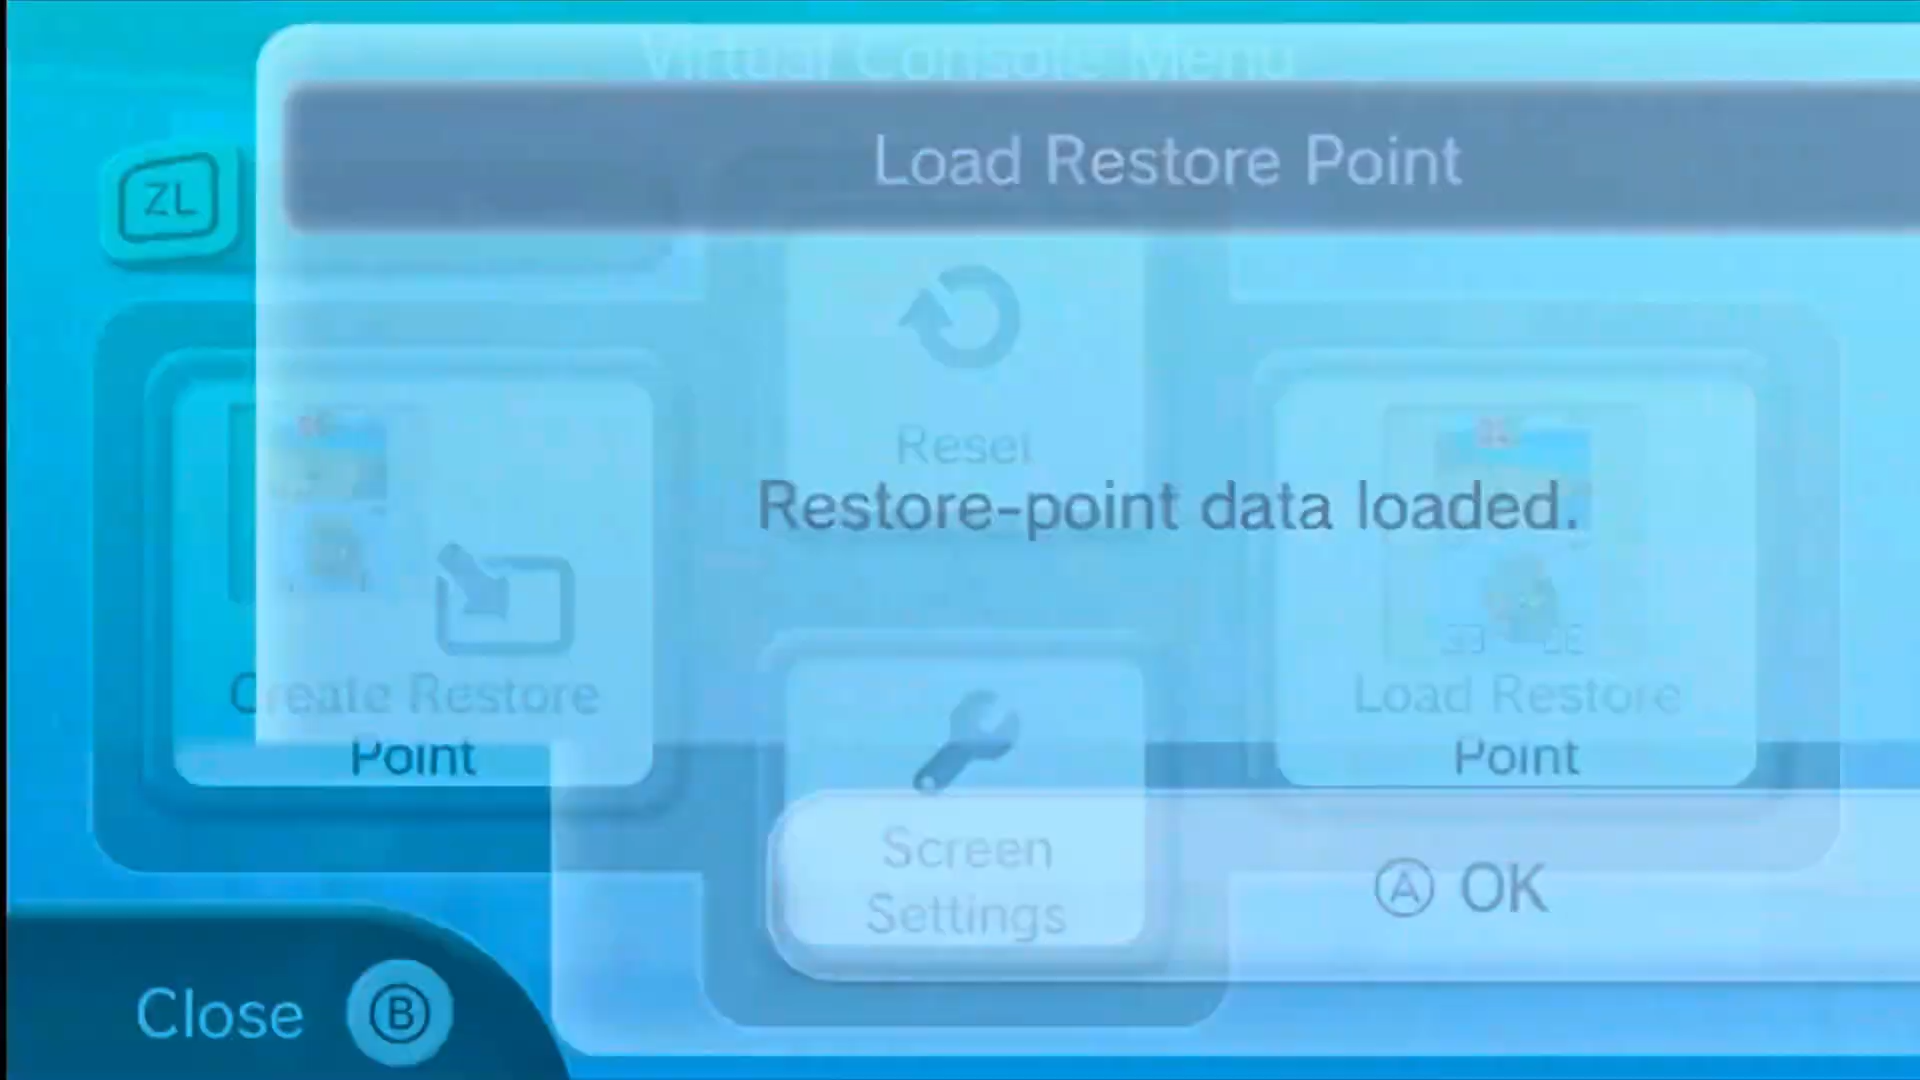 Virtual Console Menu
Load Restore Point
ZL
Reset
Restore-point data loaded.
Create Restore
Point
Load Restore
Point
Screen
Settings
A OK
Close B